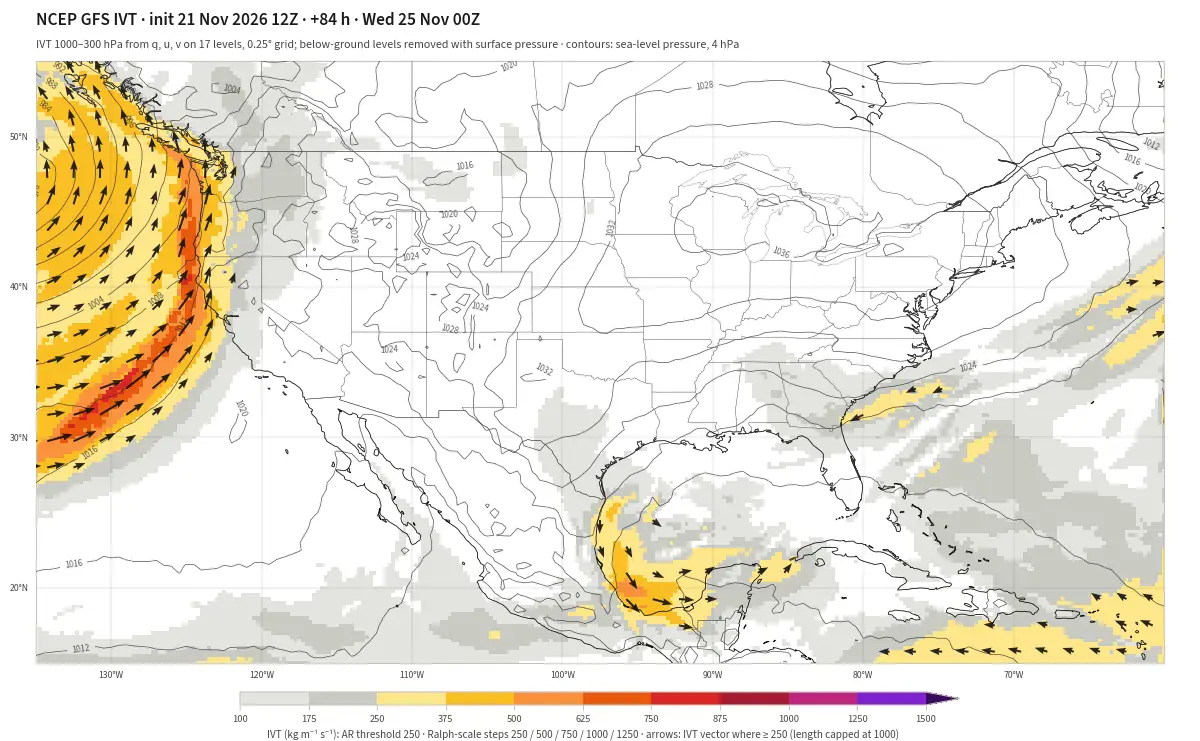 NCEP GFS IVT · init 21 Nov 2026 12Z · +84 h · Wed 25 Nov 00Z
IVT 1000–300 hPa from q, u, v on 17 levels, 0.25° grid; below-ground levels removed with surface pressure · contours: sea-level pressure, 4 hPa
1020
1004
1028
988
984
50°N
1012
1016
1016
1020
1028
1032
1024
1036
40°N
1004
1008
1024
1028
1024
1032
1024
1020
30°N
1016
1016
20°N
1012
130°W 120°W 110°W 100°W 90°W 80°W 70°W
100 175 250 375 500 625 750 875 1000 1250 1500
IVT (kg m⁻¹ s⁻¹): AR threshold 250 · Ralph-scale steps 250 / 500 / 750 / 1000 / 1250 · arrows: IVT vector where ≥ 250 (length capped at 1000)